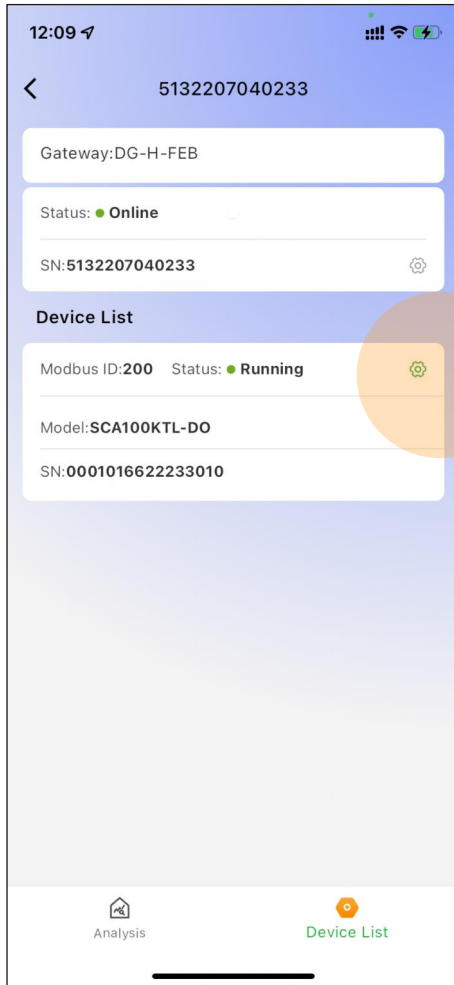 12:09
5132207040233
Gateway:DG-H-FEB
Status: Online
SN:5132207040233
Device List
Modbus ID:200 Status: Running
Model:SCA100KTL-DO
SN:0001016622233010
Analysis Device List